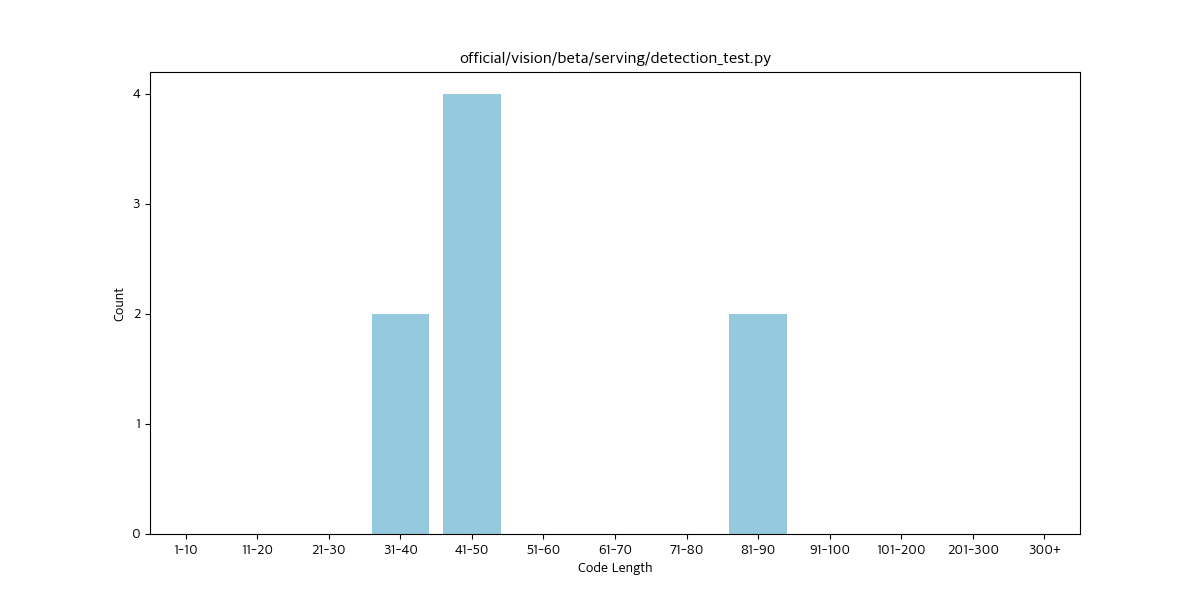 official/vision/beta/serving/detection_test.py
4
3
2
1
0
Count
1-10 11-20 21-30 31-40 41-50 51-60 61-70 71-80 81-90 91-100 101-200 201-300 300+
Code Length